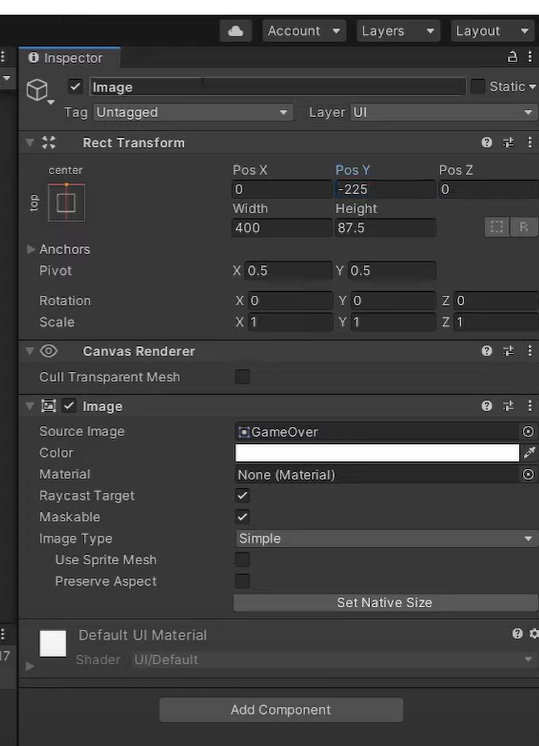 Account Layers Layout
Inspector
Image Static
Tag Untagged Layer UI
Rect Transform
center Pos X Pos Y Pos Z
top 0 -225 0
Width Height
400 87.5 R
Anchors
Pivot X 0.5 Y 0.5
Rotation X 0 Y 0 Z 0
Scale X 1 Y 1 Z 1
Canvas Renderer
Cull Transparent Mesh
Image
Source Image GameOver
Color
Material None (Material)
Raycast Target
Maskable
Image Type Simple
Use Sprite Mesh
Preserve Aspect
Set Native Size
Default UI Material
17 Shader UI/Default
Add Component